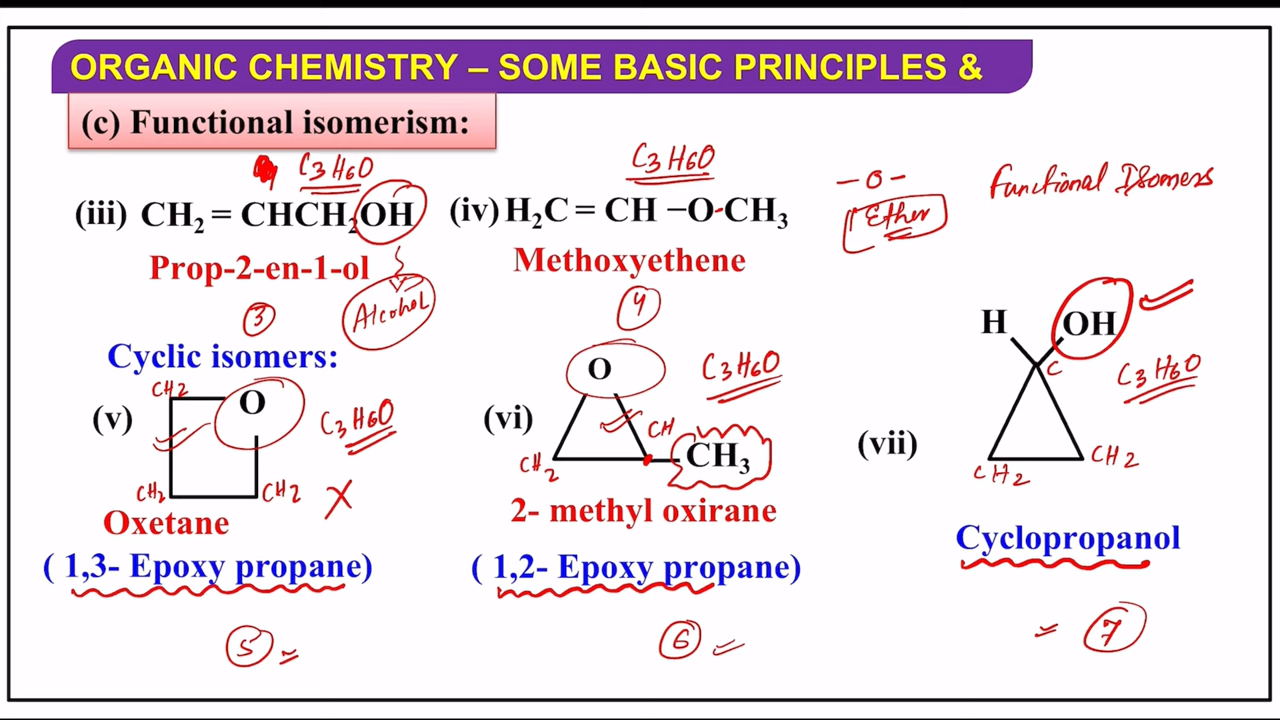 ORGANIC CHEMISTRY – SOME BASIC PRINCIPLES &
(c) Functional isomerism:
C3H6O
C3H6O
– O –
Functional Isomers
(iii) CH₂ = CHCH₂OH
(iv) H₂C = CH –O-CH₃
Ether
Prop-2-en-1-ol
Methoxyethene
Alcohol
3
4
H
OH
Cyclic isomers:
CH2
O
O
C3H6O
C
C3H6O
(v)
C3H6O
(vi)
CH
CH₃
(vii)
CH2
CH2
CH2
CH2
CH2
X
Oxetane
2- methyl oxirane
Cyclopropanol
( 1,3- Epoxy propane)
( 1,2- Epoxy propane)
5
6
7